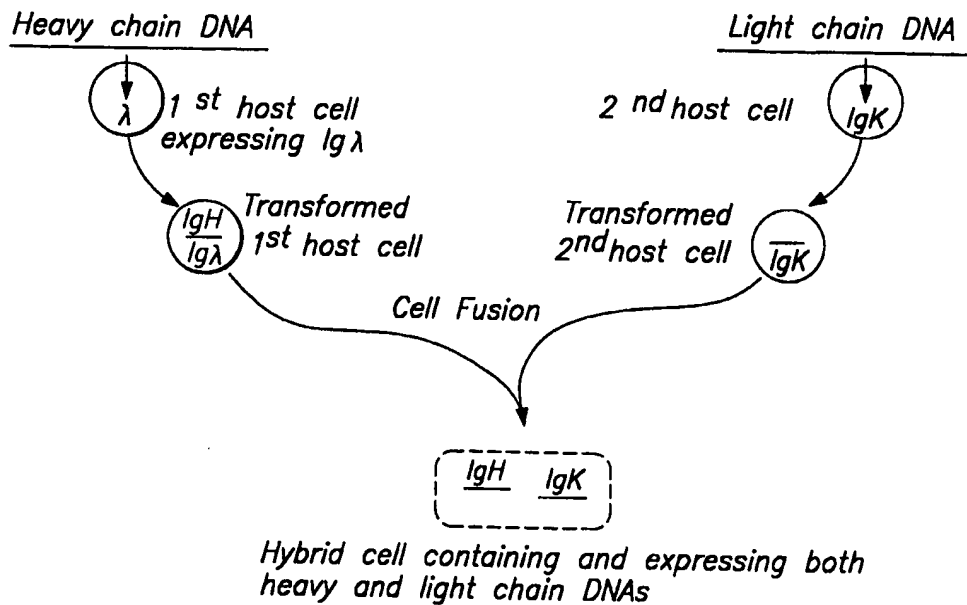 Heavy chain DNA
Light chain DNA
λ
1 st host cell
expressing Ig λ
2 nd host cell
IgK
IgH
Igλ
Transformed
1st host cell
Transformed
2nd host cell
IgK
Cell Fusion
IgH IgK
Hybrid cell containing and expressing both
heavy and light chain DNAs